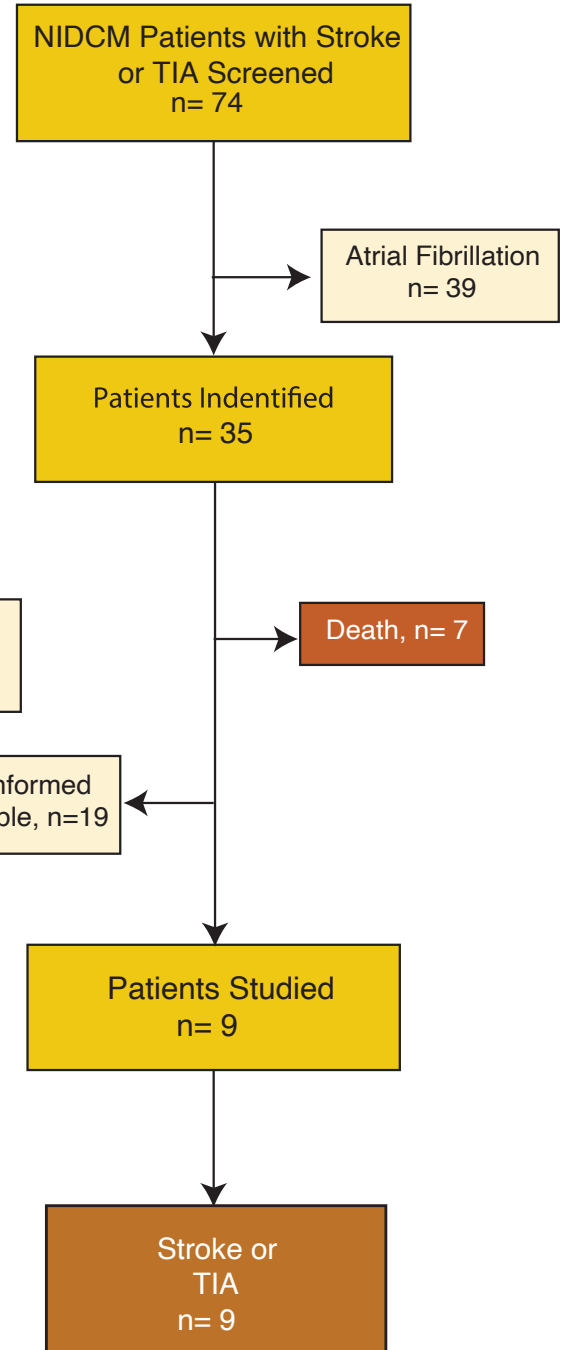 NIDCM Patients with Stroke
or TIA Screened
n= 74
Atrial Fibrillation
n= 39
Patients Indentified
n= 35
Death, n= 7
nformed
ble, n=19
Patients Studied
n= 9
Stroke or
TIA
n= 9